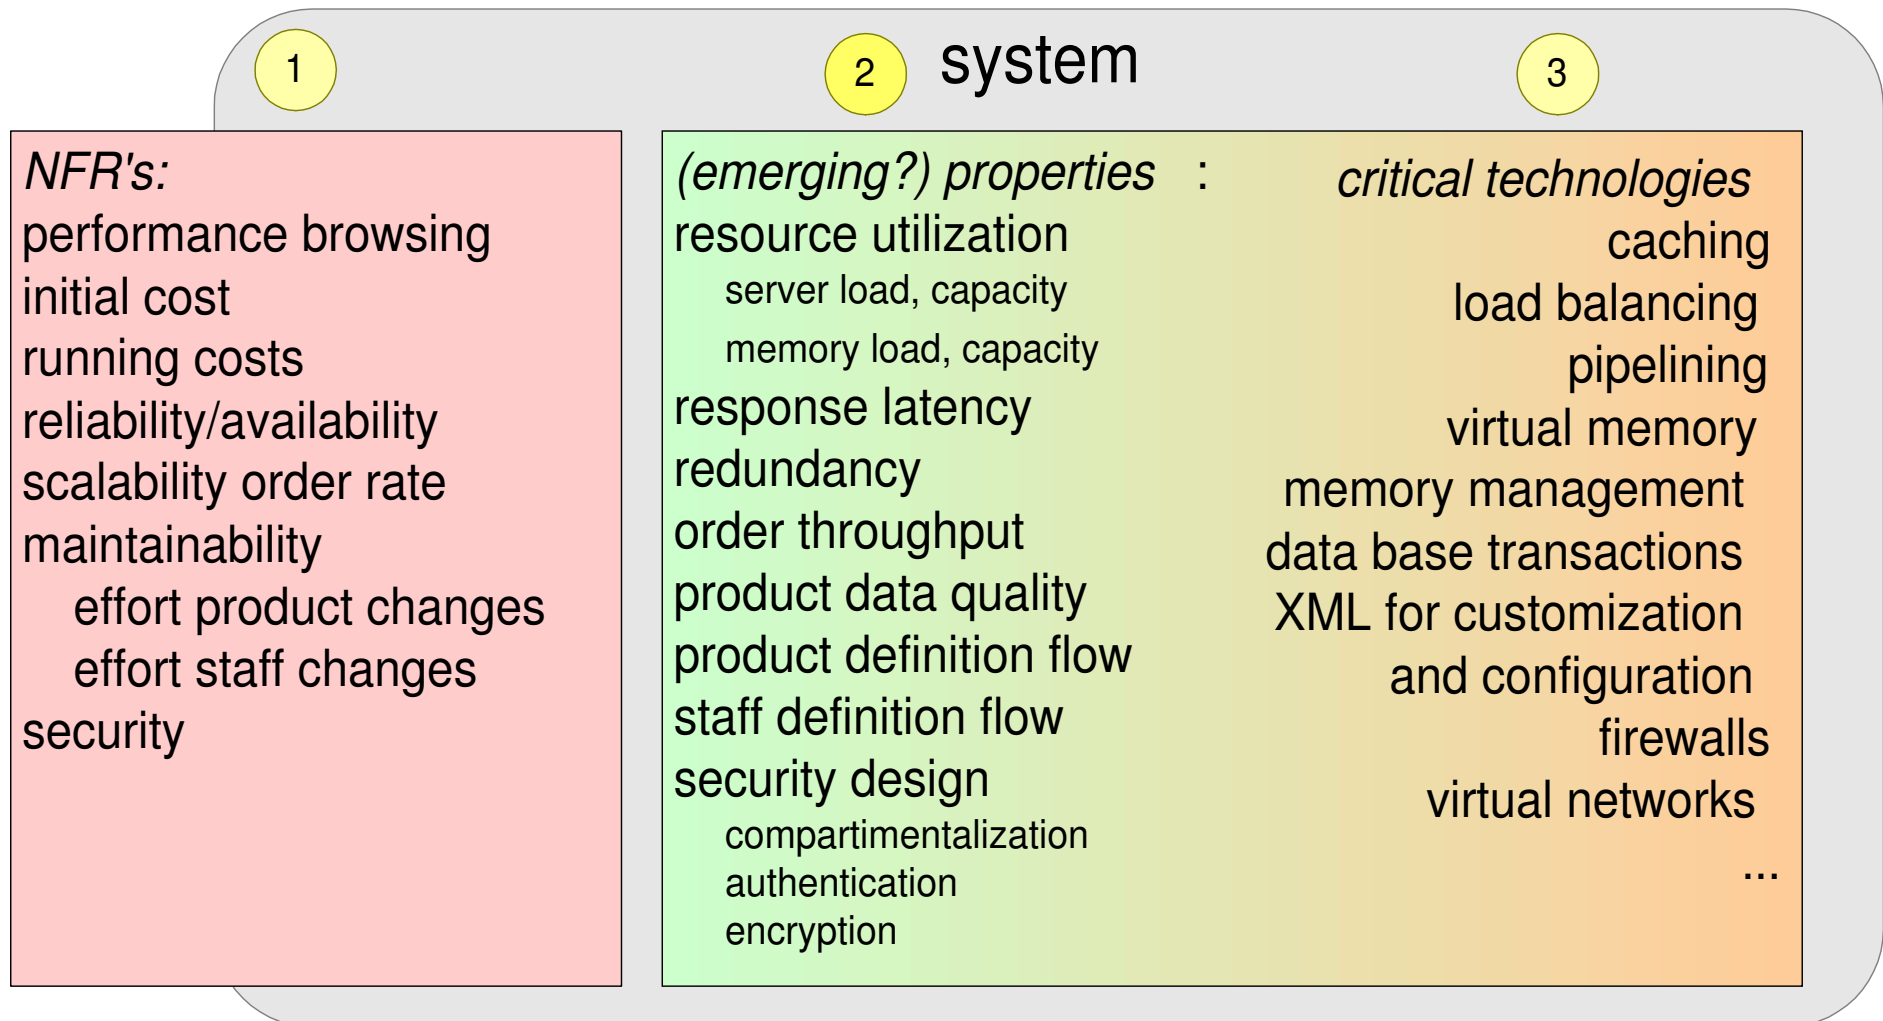 1
2
system
3
NFR's:
performance browsing
initial cost
running costs
reliability/availability
scalability order rate
maintainability
effort product changes
effort staff changes
security
(emerging?) properties :
resource utilization
server load, capacity
memory load, capacity
response latency
redundancy
order throughput
product data quality
product definition flow
staff definition flow
security design
compartimentalization
authentication
encryption
critical technologies
caching
load balancing
pipelining
virtual memory
memory management
data base transactions
XML for customization
and configuration
firewalls
virtual networks
...